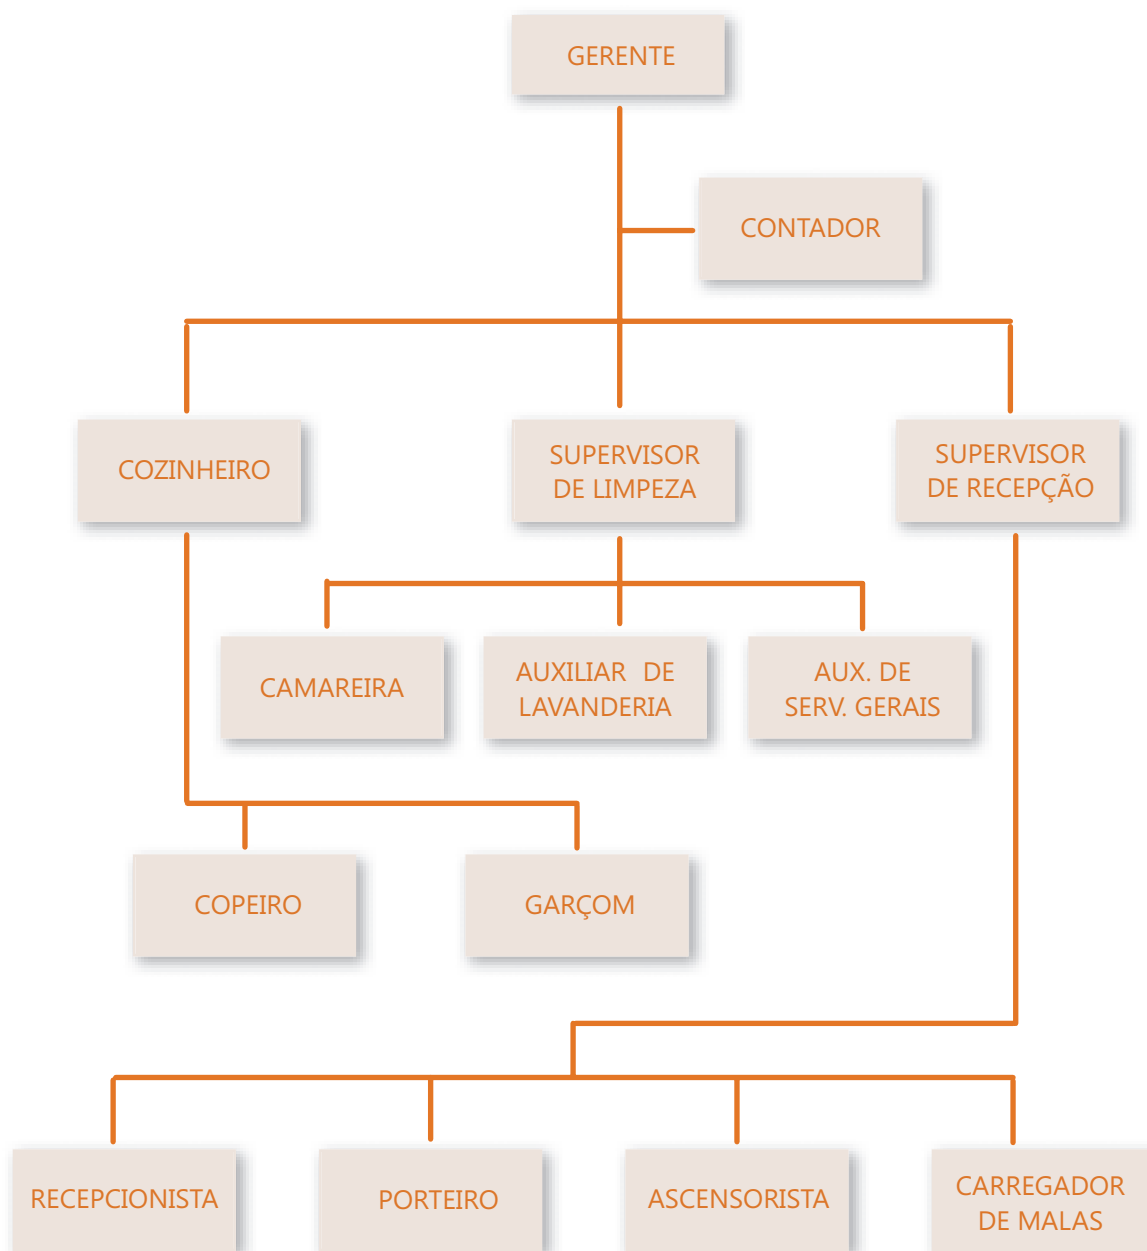 GERENTE
CONTADOR
COZINHEIRO
SUPERVISOR
DE LIMPEZA
SUPERVISOR
DE RECEPÇÃO
CAMAREIRA
AUXILIAR DE
LAVANDERIA
AUX. DE
SERV. GERAIS
COPEIRO
GARÇOM
RECEPCIONISTA
PORTEIRO
ASCENSORISTA
CARREGADOR
DE MALAS